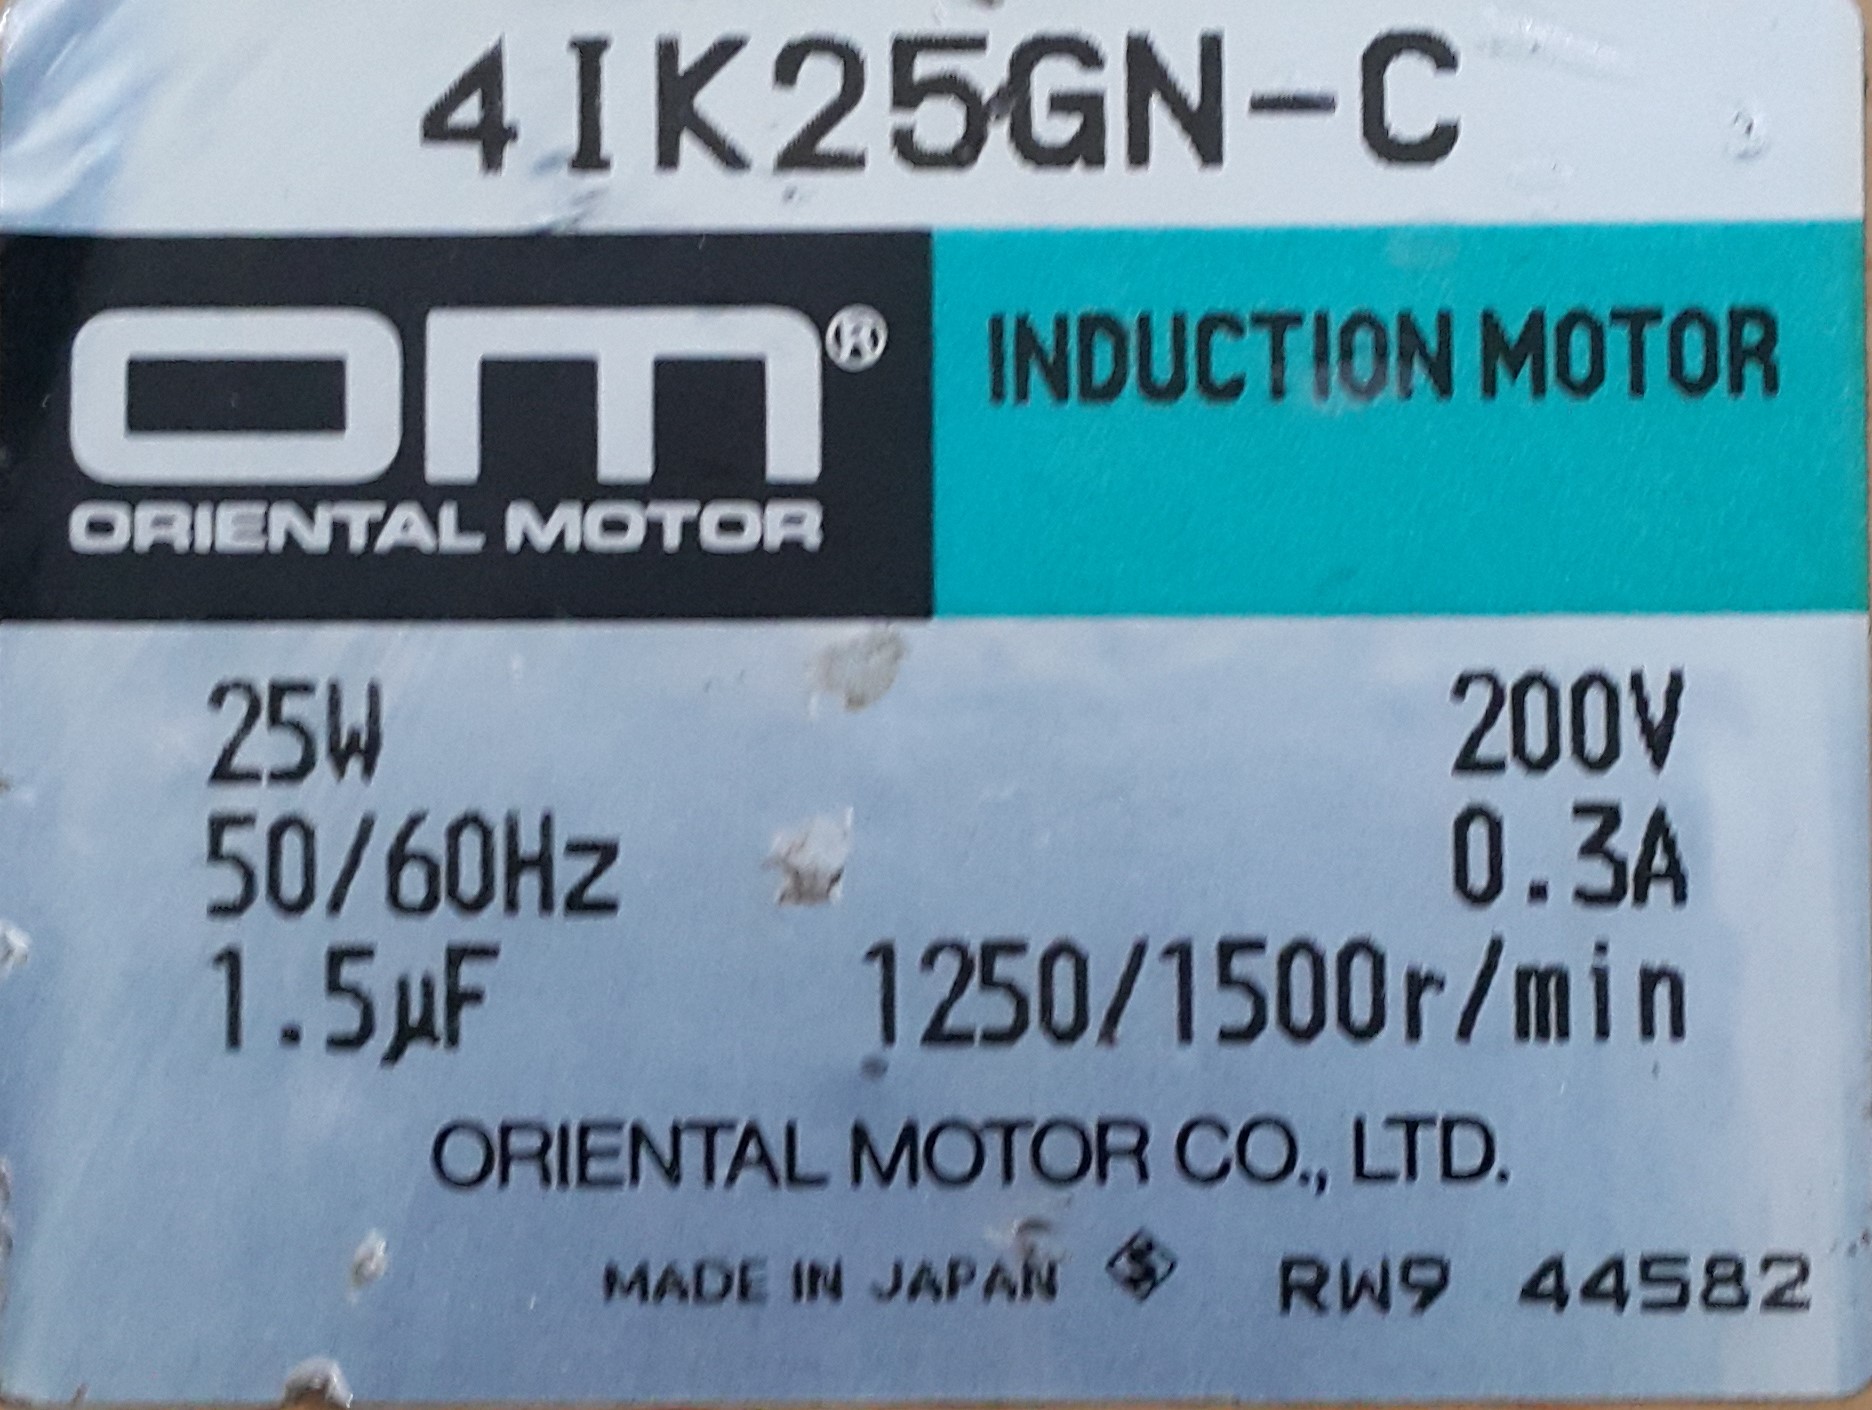 4IK25GN-C
om®
ORIENTAL MOTOR
INDUCTION MOTOR
25W 200V
50/60Hz 0.3A
1.5µF 1250/1500r/min
ORIENTAL MOTOR CO., LTD.
MADE IN JAPAN S RW9 44582